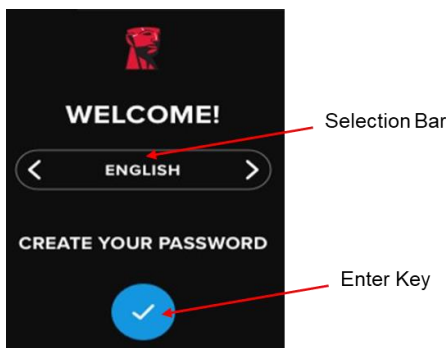 WELCOME!
Selection Bar
ENGLISH
CREATE YOUR PASSWORD
Enter Key